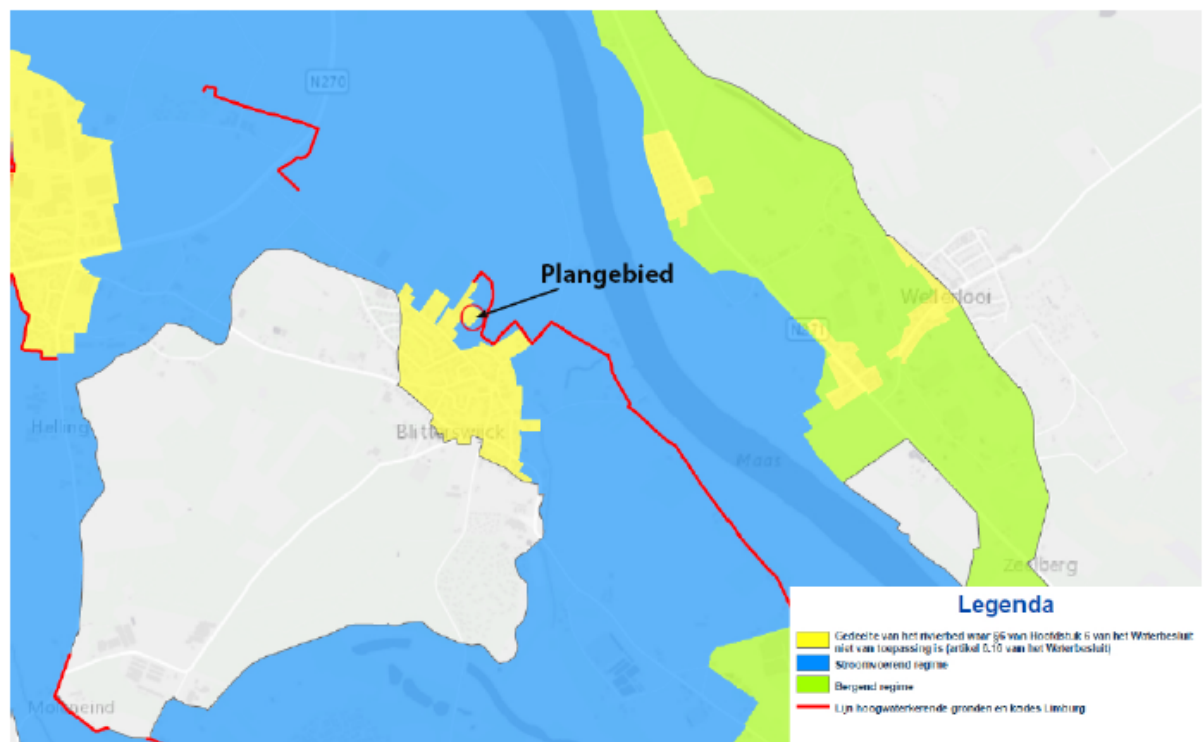 N270
Plangebied
Wellerlooi
N271
Helling
Blitterswijck
Maas
Zeelberg
Legenda
Gedeelte van het rivierbed waar §6 van Hoofdstuk 6 van het Waterbesluit
niet van toepassing is (artikel 6.16 van het Waterbesluit)
Stroomvoerend regime
Bergend regime
Lijn hoogwaterkerende gronden en kades Limburg